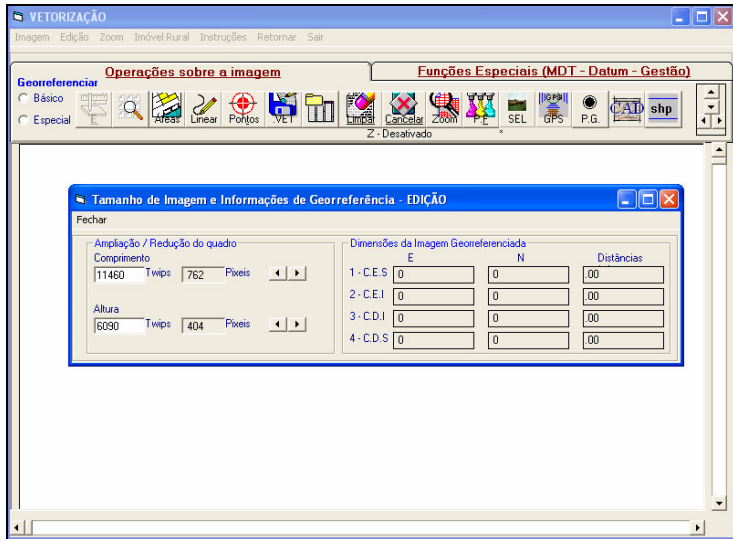 VETORIZAÇÃO
Imagem Edição Zoom Imóvel Rural Instruções Retornar Sair
Operações sobre a imagem
Funções Especiais (MDT - Datum - Gestão)
Georreferenciar
Básico
Especial
E
Áreas
Linear
Pontos
.VET
Limpa
Cancelar
Zoom
P.E
SEL
GPS
P.G.
CAD
shp
Z - Desativado
Tamanho de Imagem e Informações de Georreferência - EDIÇÃO
Fechar
Ampliação / Redução do quadro
Comprimento
11460 Twips 762 Pixeis
Altura
6090 Twips 404 Pixeis
Dimensões da Imagem Georreferenciada
E N Distâncias
1 - C.E.S 0 0 .00
2 - C.E.I 0 0 .00
3 - C.D.I 0 0 .00
4 - C.D.S 0 0 .00